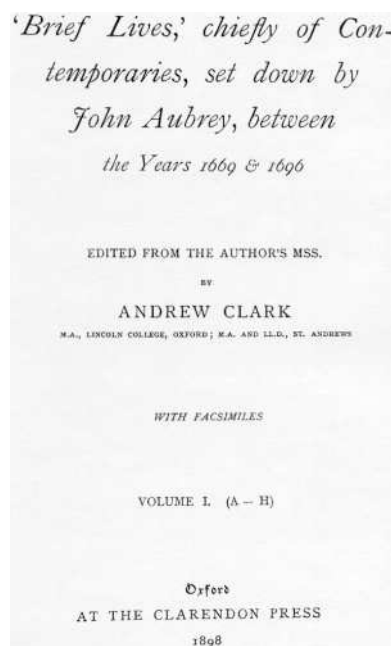 'Brief Lives,' chiefly of Con-
temporaries, set down by
John Aubrey, between
the Years 1669 & 1696
EDITED FROM THE AUTHOR'S MSS.
BY
ANDREW CLARK
M.A., LINCOLN COLLEGE, OXFORD; M.A. AND LL.D., ST. ANDREWS
WITH FACSIMILES
VOLUME I. (A – H)
Oxford
AT THE CLARENDON PRESS
1898